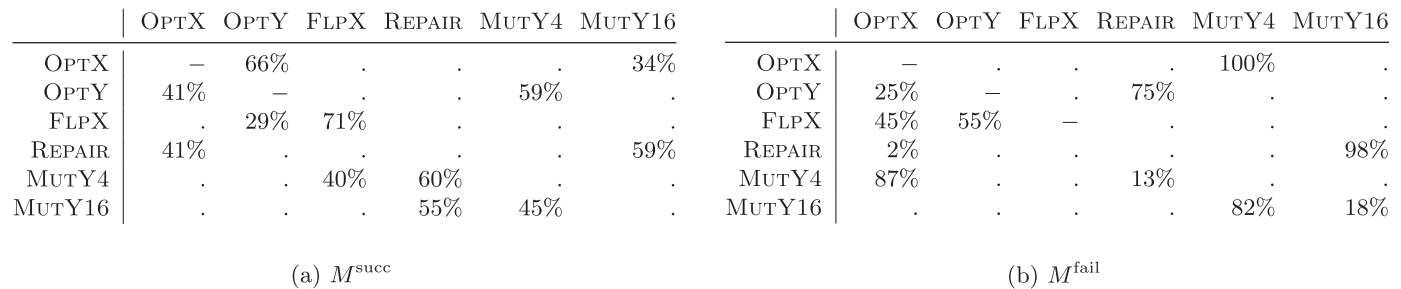 OptX OptY FlpX Repair MutY4 MutY16
OptX – 66% . . . 34%
OptY 41% – . . 59% .
FlpX . 29% 71% . . .
Repair 41% . . . . 59%
MutY4 . . 40% 60% . .
MutY16 . . . 55% 45% .
(a) M^succ
OptX OptY FlpX Repair MutY4 MutY16
OptX – . . . 100% .
OptY 25% – . 75% . .
FlpX 45% 55% – . . .
Repair 2% . . . . 98%
MutY4 87% . . 13% . .
MutY16 . . . . 82% 18%
(b) M^fail